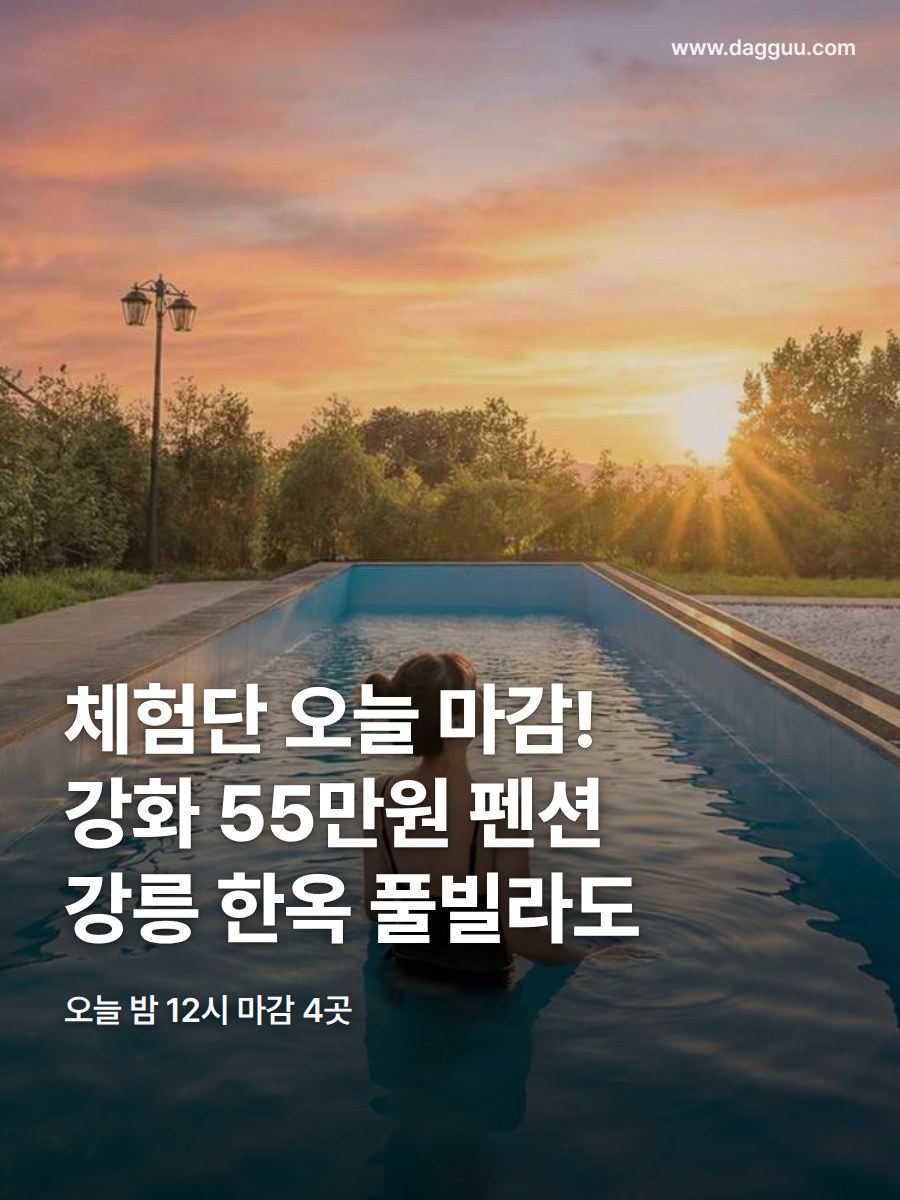 www.dagguu.com
체험단 오늘 마감!
강화 55만원 펜션
강릉 한옥 풀빌라도
오늘 밤 12시 마감 4곳